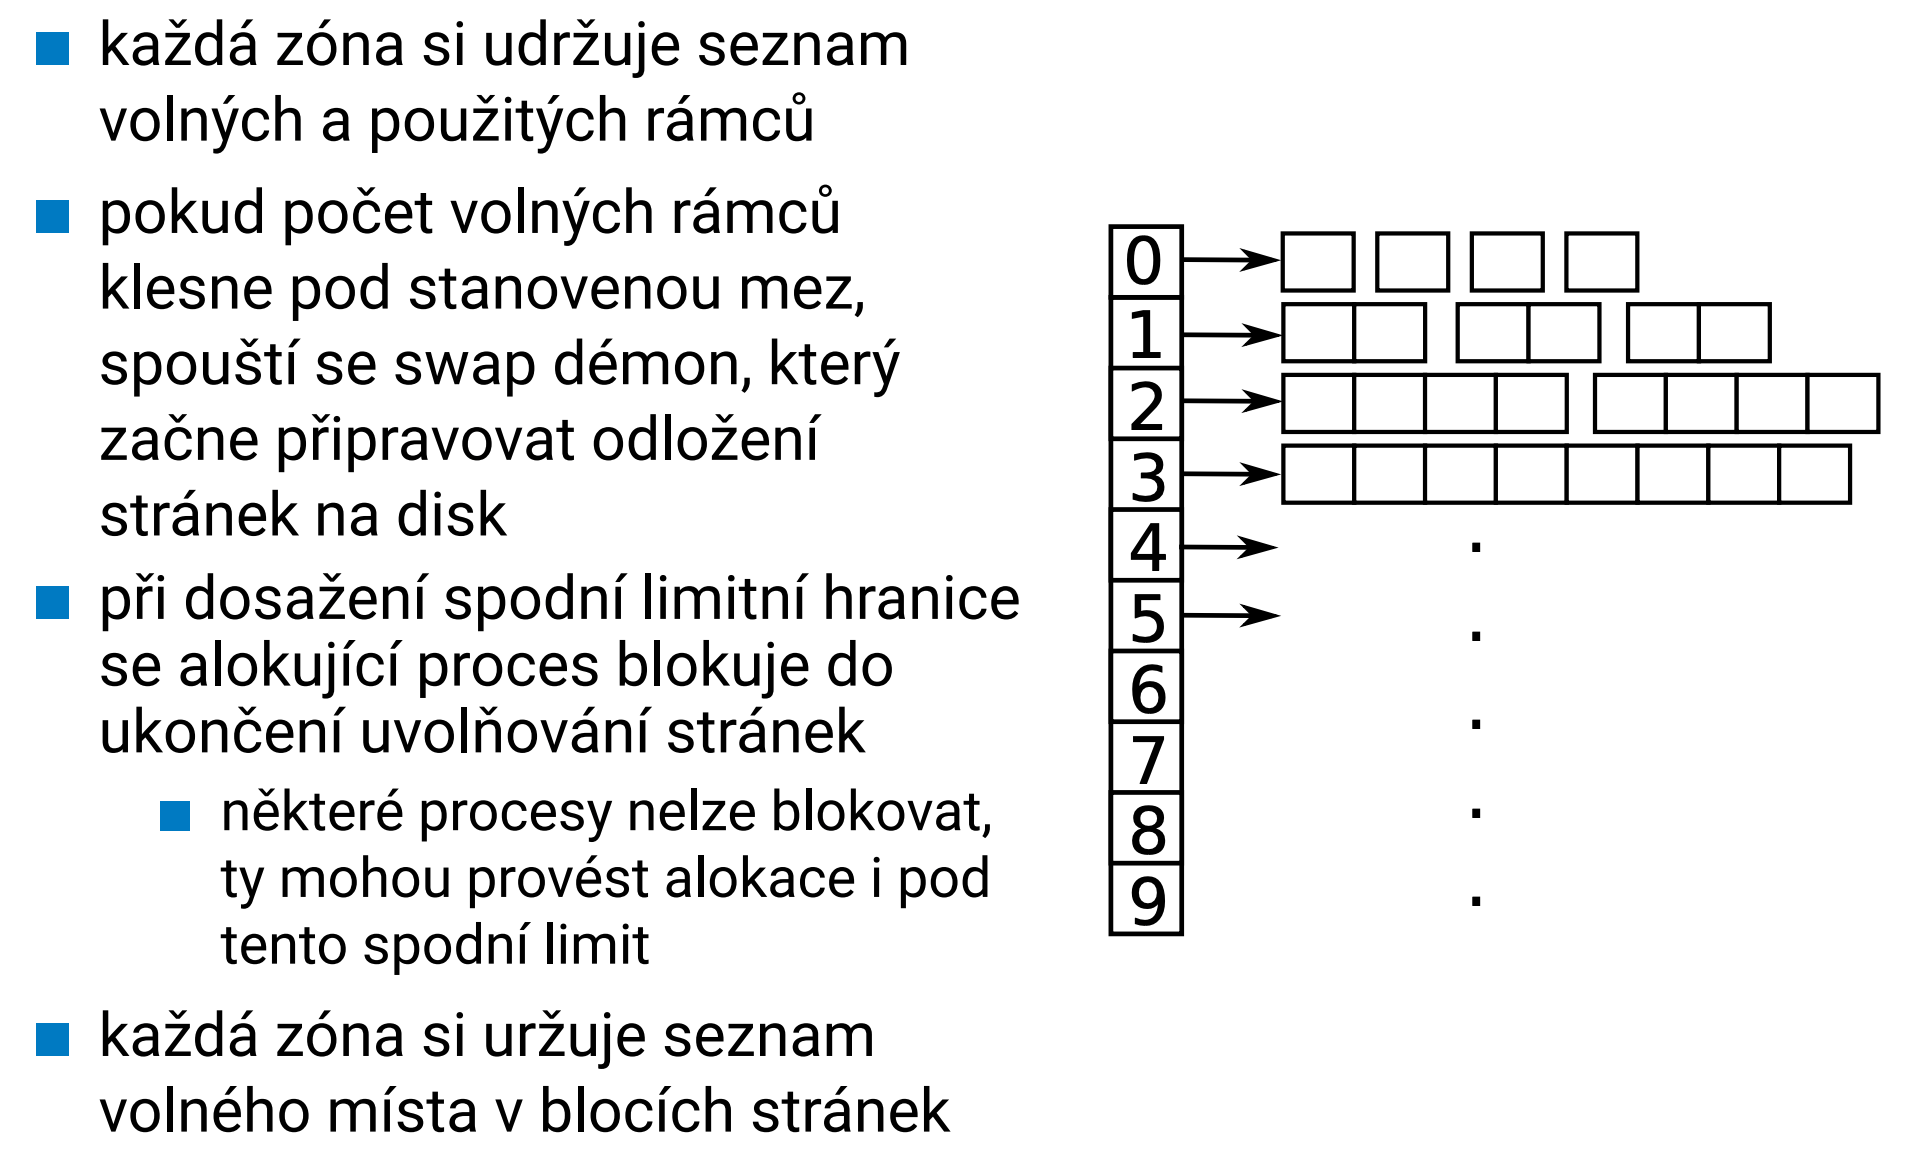 každá zóna si udržuje seznam
volných a použitých rámců
pokud počet volných rámců
klesne pod stanovenou mez,
spouští se swap démon, který
začne připravovat odložení
stránek na disk
při dosažení spodní limitní hranice
se alokující proces blokuje do
ukončení uvolňování stránek
některé procesy nelze blokovat,
ty mohou provést alokace i pod
tento spodní limit
každá zóna si uržuje seznam
volného místa v blocích stránek
0
1
2
3
4
5
6
7
8
9